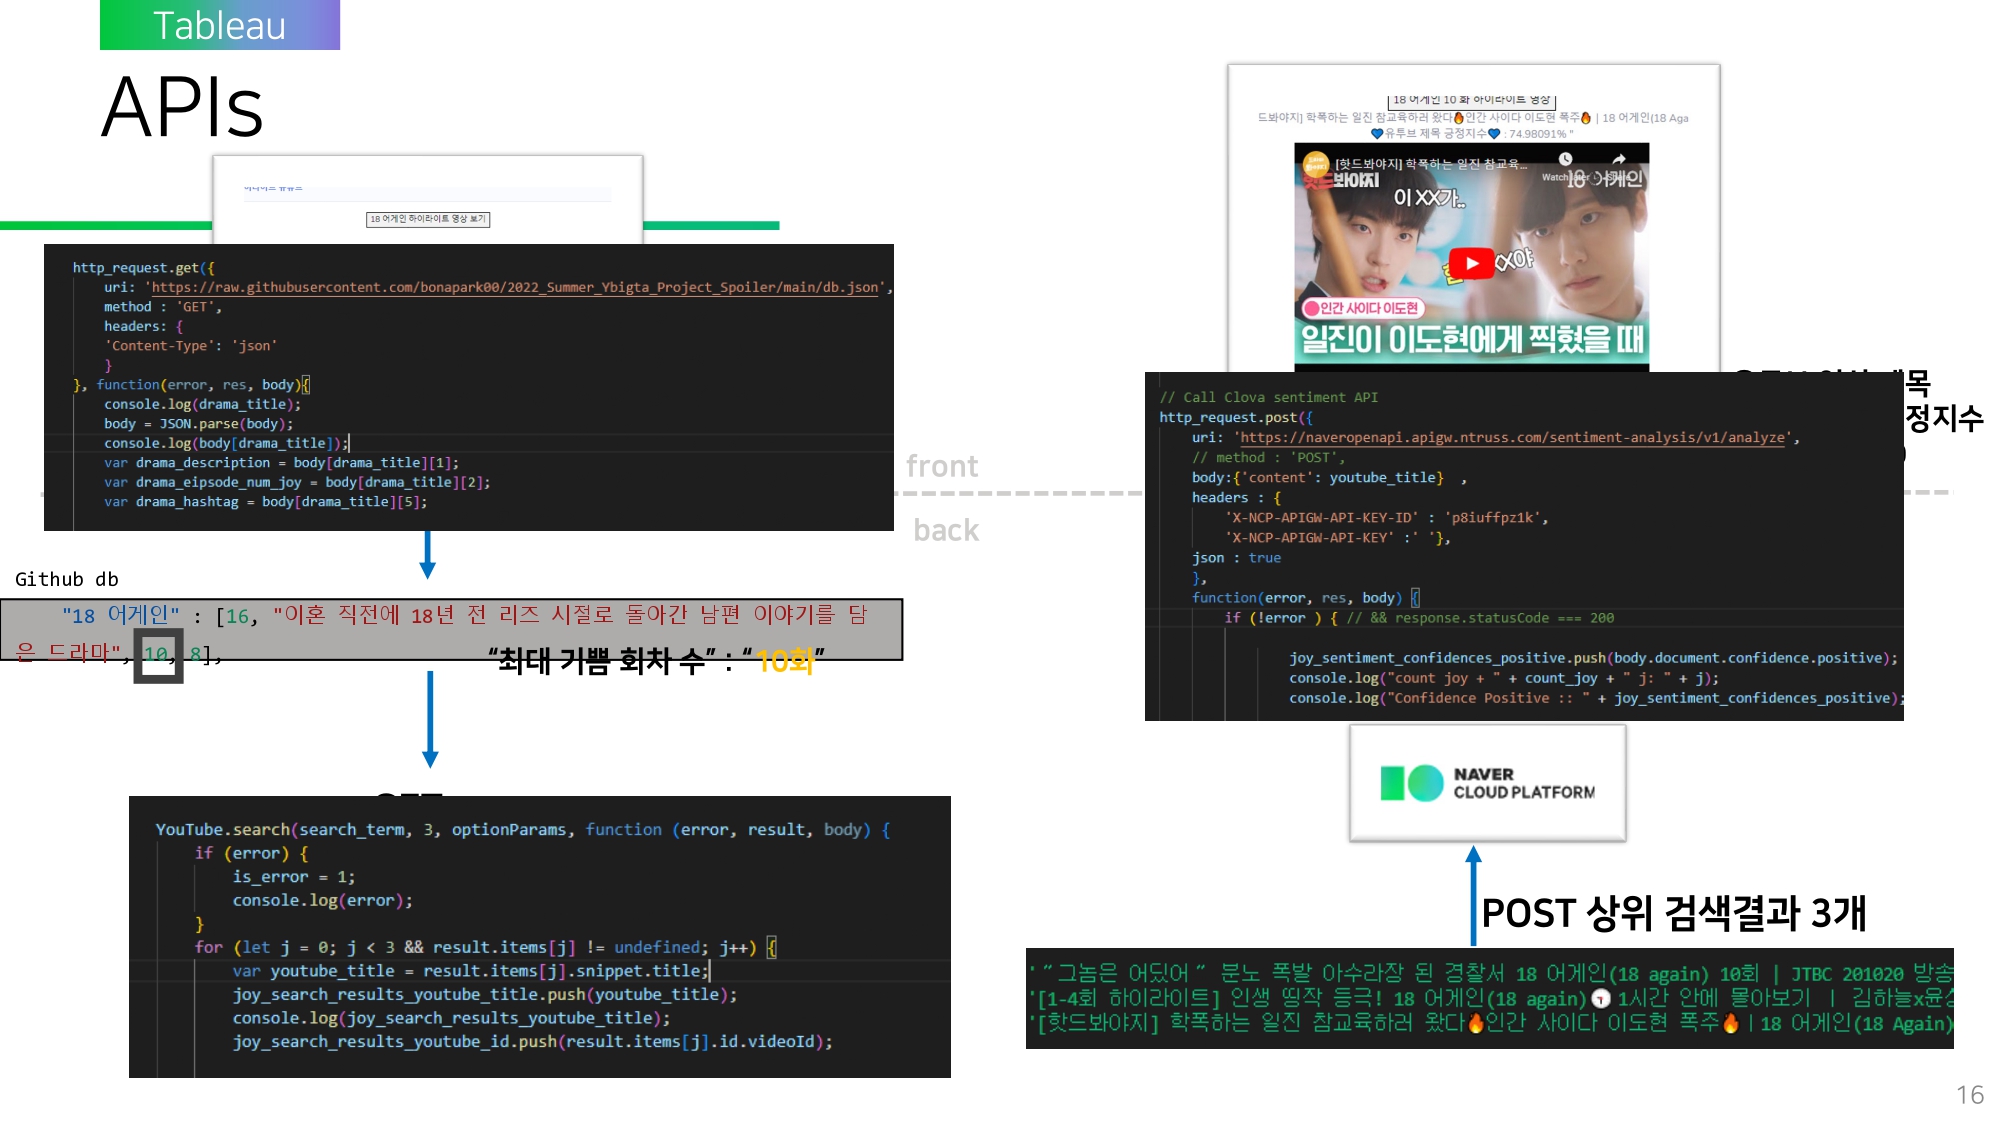 Tableau
APIs
18 어게인 하이라이트 영상 보기
http_request.get({
uri: 'https://raw.githubusercontent.com/bonapark00/2022_Summer_Ybigta_Project_Spoiler/main/db.json',
method : 'GET',
headers: {
'Content-Type': 'json'
}
}, function(error, res, body){
console.log(drama_title);
body = JSON.parse(body);
console.log(body[drama_title]);
var drama_description = body[drama_title][1];
var drama_eipsode_num_joy = body[drama_title][2];
var drama_hashtag = body[drama_title][5];
front
back
Github db
"18 어게인" : [16, "이혼 직전에 18년 전 리즈 시절로 돌아간 남편 이야기를 담
은 드라마", 10, 8],
“최대 기쁨 회차 수” : “10화”
YouTube.search(search_term, 3, optionParams, function (error, result, body) {
if (error) {
is_error = 1;
console.log(error);
}
for (let j = 0; j < 3 && result.items[j] != undefined; j++) {
var youtube_title = result.items[j].snippet.title;
joy_search_results_youtube_title.push(youtube_title);
console.log(joy_search_results_youtube_title);
joy_search_results_youtube_id.push(result.items[j].id.videoId);
18 어게인 10 화 하이라이트 영상
드봐야지] 학폭하는 일진 참교육하러 왔다🔥인간 사이다 이도현 폭주🔥 | 18 어게인(18 Aga
💙유투브 제목 긍정지수💙 : 74.98091% "
[핫드봐야지] 학폭하는 일진 참교육...
Watch later
18 어게인
이 XX가..
XX야
인간 사이다 이도현
일진이 이도현에게 찍혔을 때
목
정지수
// Call Clova sentiment API
http_request.post({
uri: 'https://naveropenapi.apigw.ntruss.com/sentiment-analysis/v1/analyze',
// method : 'POST',
body:{'content': youtube_title} ,
headers : {
'X-NCP-APIGW-API-KEY-ID' : 'p8iuffpz1k',
'X-NCP-APIGW-API-KEY' :' '},
json : true
},
function(error, res, body) {
if (!error ) { // && response.statusCode === 200
joy_sentiment_confidences_positive.push(body.document.confidence.positive);
console.log("count joy + " + count_joy + " j: " + j);
console.log("Confidence Positive :: " + joy_sentiment_confidences_positive);
NAVER
CLOUD PLATFORM
POST 상위 검색결과 3개
'"그놈은 어딨어" 분노 폭발 아수라장 된 경찰서 18 어게인(18 again) 10회 | JTBC 201020 방송
'[1-4회 하이라이트] 인생 띵작 등극! 18 어게인(18 again)🕥1시간 안에 몰아보기 | 김하늘x윤상
'[핫드봐야지] 학폭하는 일진 참교육하러 왔다🔥인간 사이다 이도현 폭주🔥 | 18 어게인(18 Again)
16